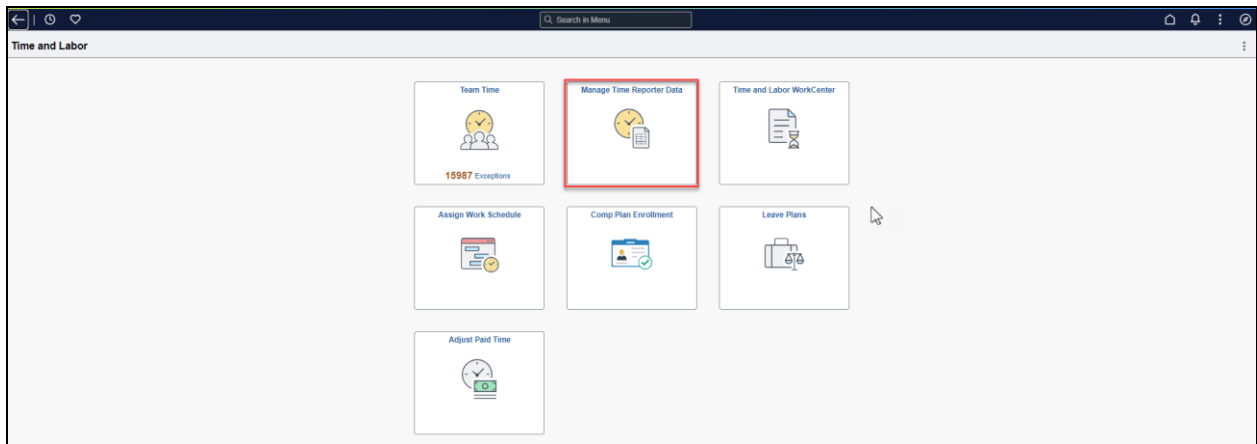 Search in Menu
Time and Labor
Team Time
15987 Exceptions
Manage Time Reporter Data
Time and Labor WorkCenter
Assign Work Schedule
Comp Plan Enrollment
Leave Plans
Adjust Paid Time